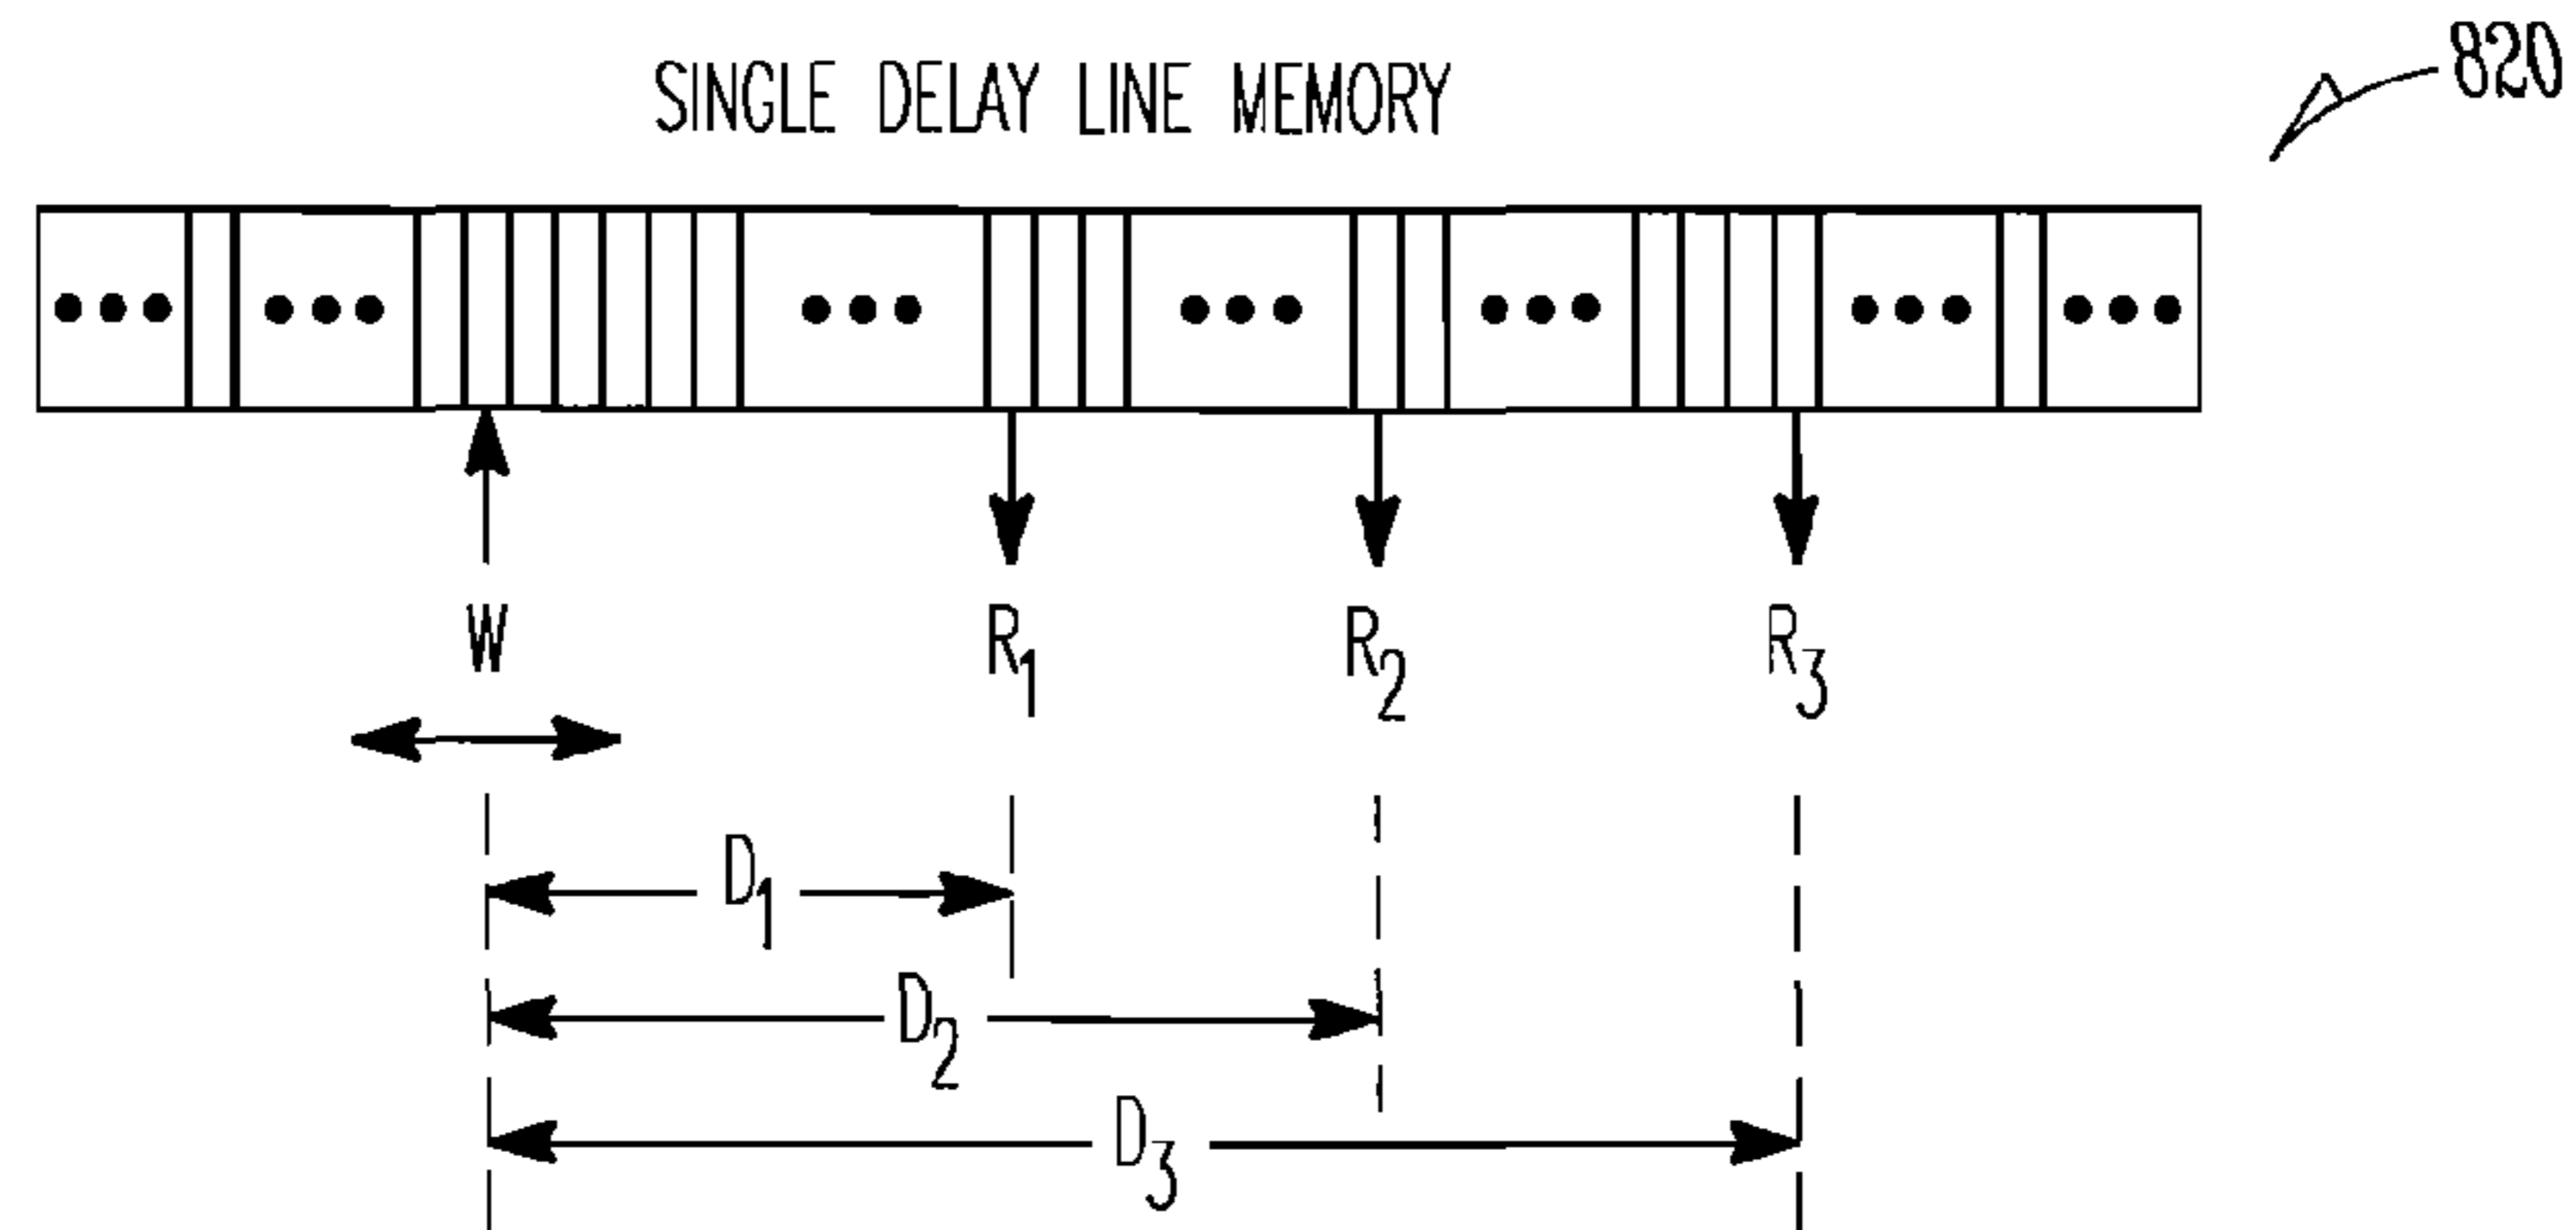 820
SINGLE DELAY LINE MEMORY
W R₁ R₂ R₃
D₁
D₂
D₃